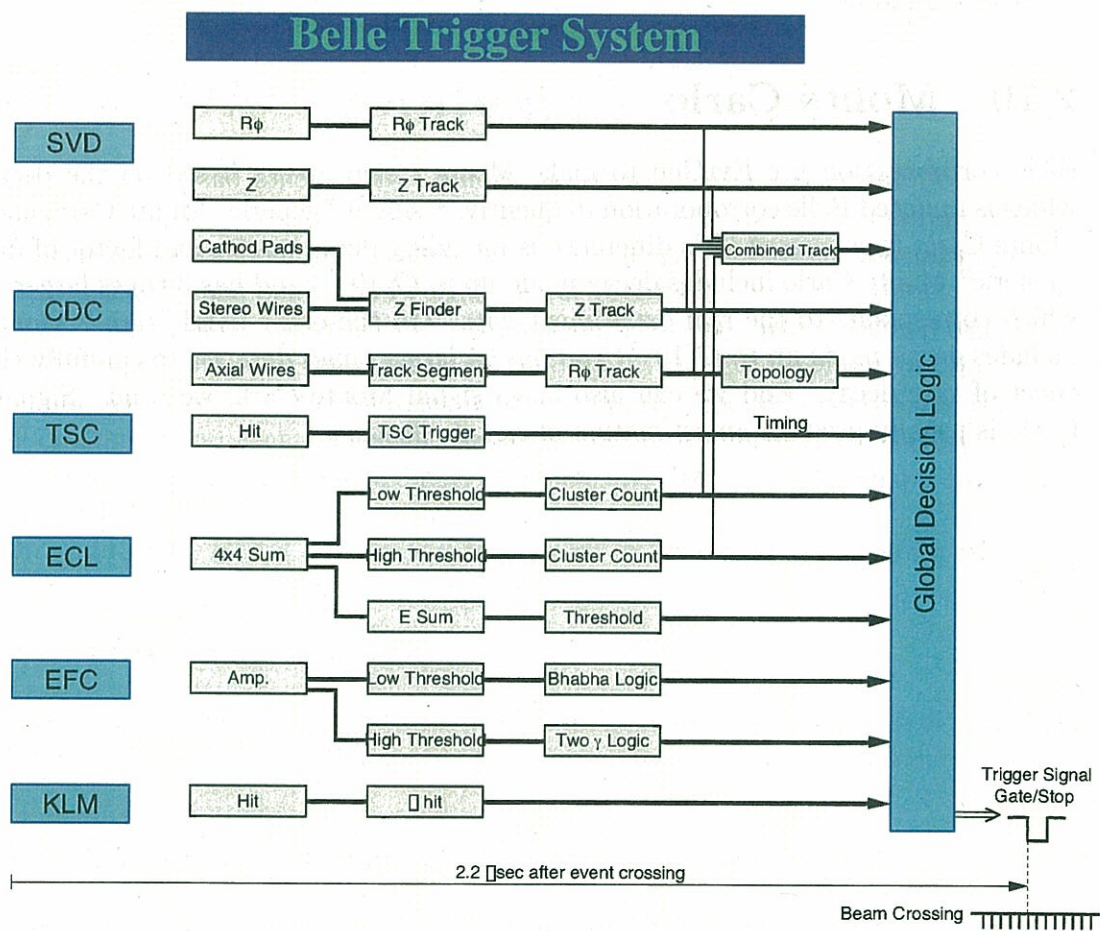 Belle Trigger System
SVD
Rφ
Rφ Track
Z
Z Track
Cathod Pads
Combined Track
CDC
Stereo Wires
Z Finder
Z Track
Axial Wires
Track Segmen
Rφ Track
Topology
TSC
Hit
TSC Trigger
Timing
Low Threshold
Cluster Count
ECL
4x4 Sum
High Threshold
Cluster Count
E Sum
Threshold
EFC
Amp.
Low Threshold
Bhabha Logic
High Threshold
Two γ Logic
KLM
Hit
▯ hit
Global Decision Logic
Trigger Signal
Gate/Stop
2.2 ▯sec after event crossing
Beam Crossing